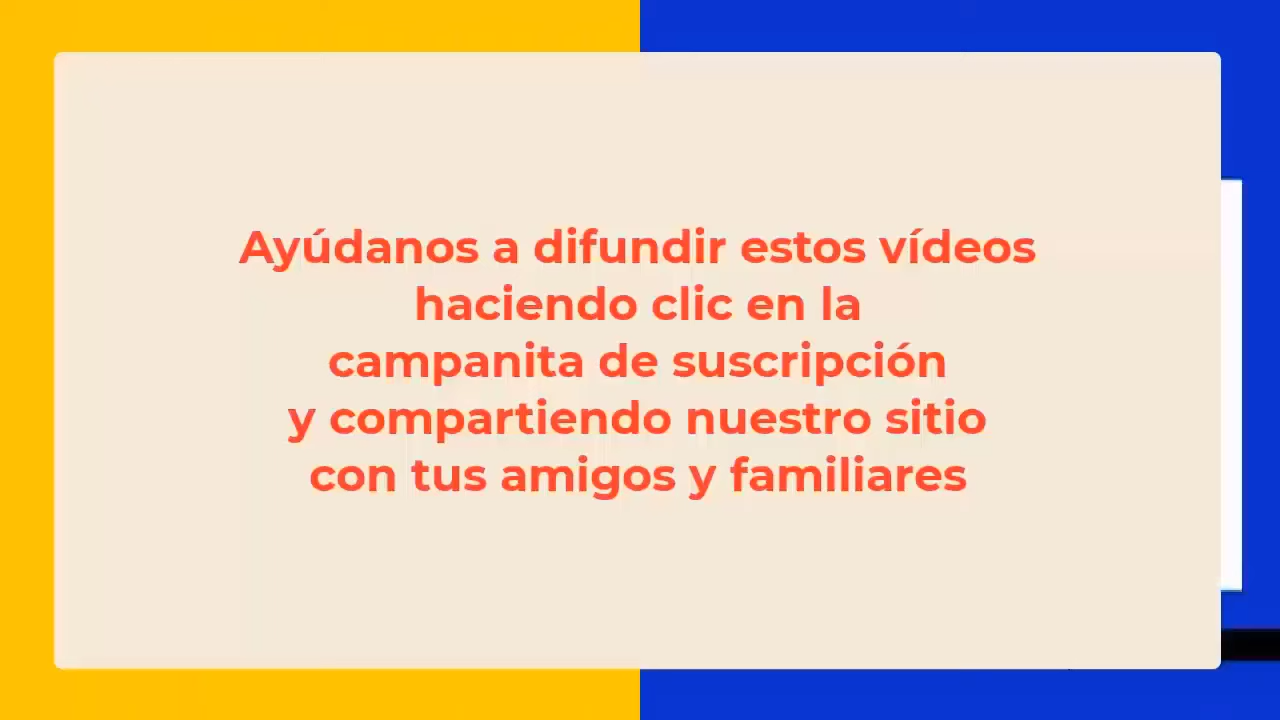 Ayúdanos a difundir estos vídeos
haciendo clic en la
campanita de suscripción
y compartiendo nuestro sitio
con tus amigos y familiares